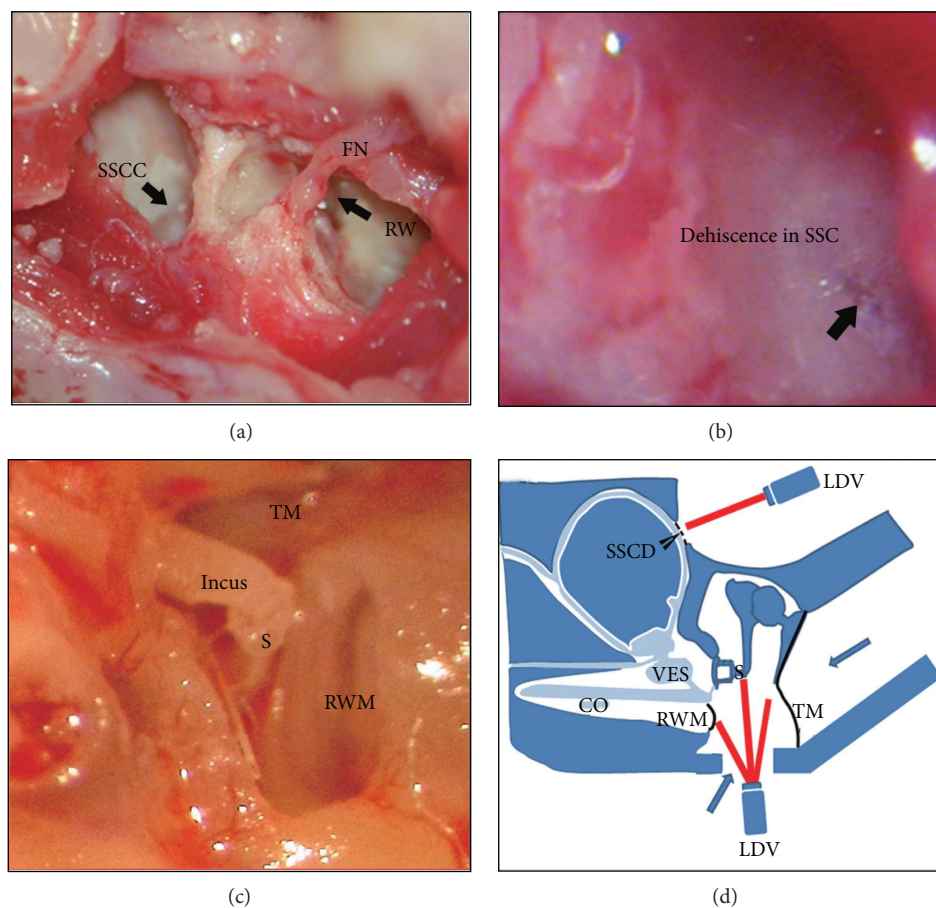 FN
SSCC
RW
(a)
Dehiscence in SSC
(b)
TM
Incus
S
RWM
(c)
LDV
SSCD
VES
S
CO
RWM
TM
LDV
(d)